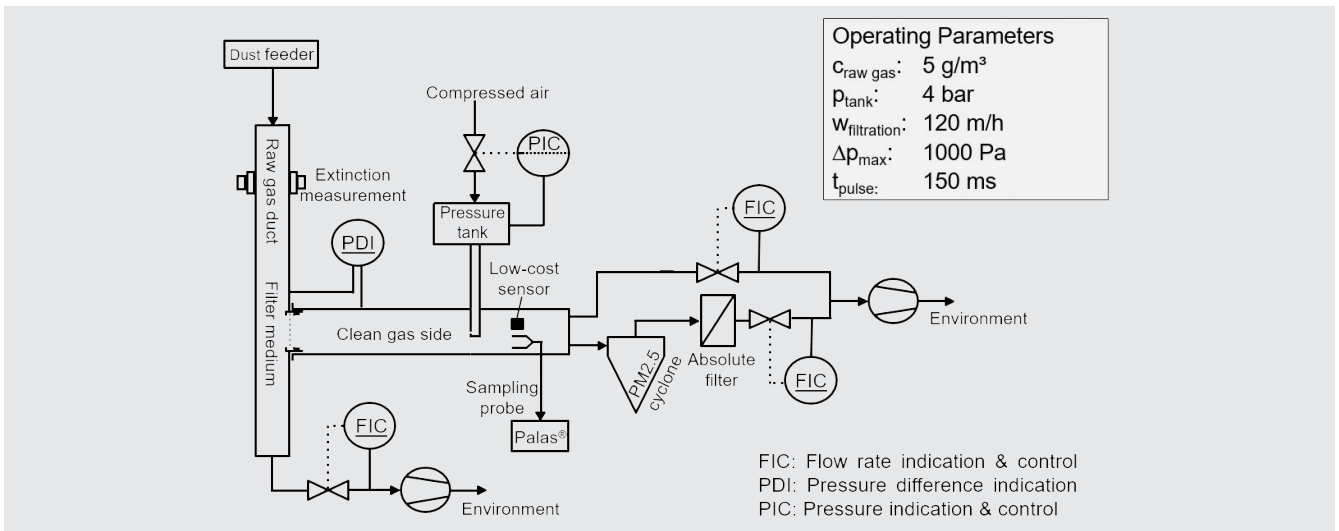 Dust feeder
Compressed air
PIC
Raw gas duct
Extinction
measurement
Pressure
tank
PDI
FIC
Low-cost
sensor
Filter medium
Clean gas side
Environment
PM2.5
cyclone
Absolute
filter
Sampling
probe
FIC
FIC
Palas®
Environment
Operating Parameters
c_raw gas: 5 g/m³
p_tank: 4 bar
w_filtration: 120 m/h
Δp_max: 1000 Pa
t_pulse: 150 ms
FIC: Flow rate indication & control
PDI: Pressure difference indication
PIC: Pressure indication & control